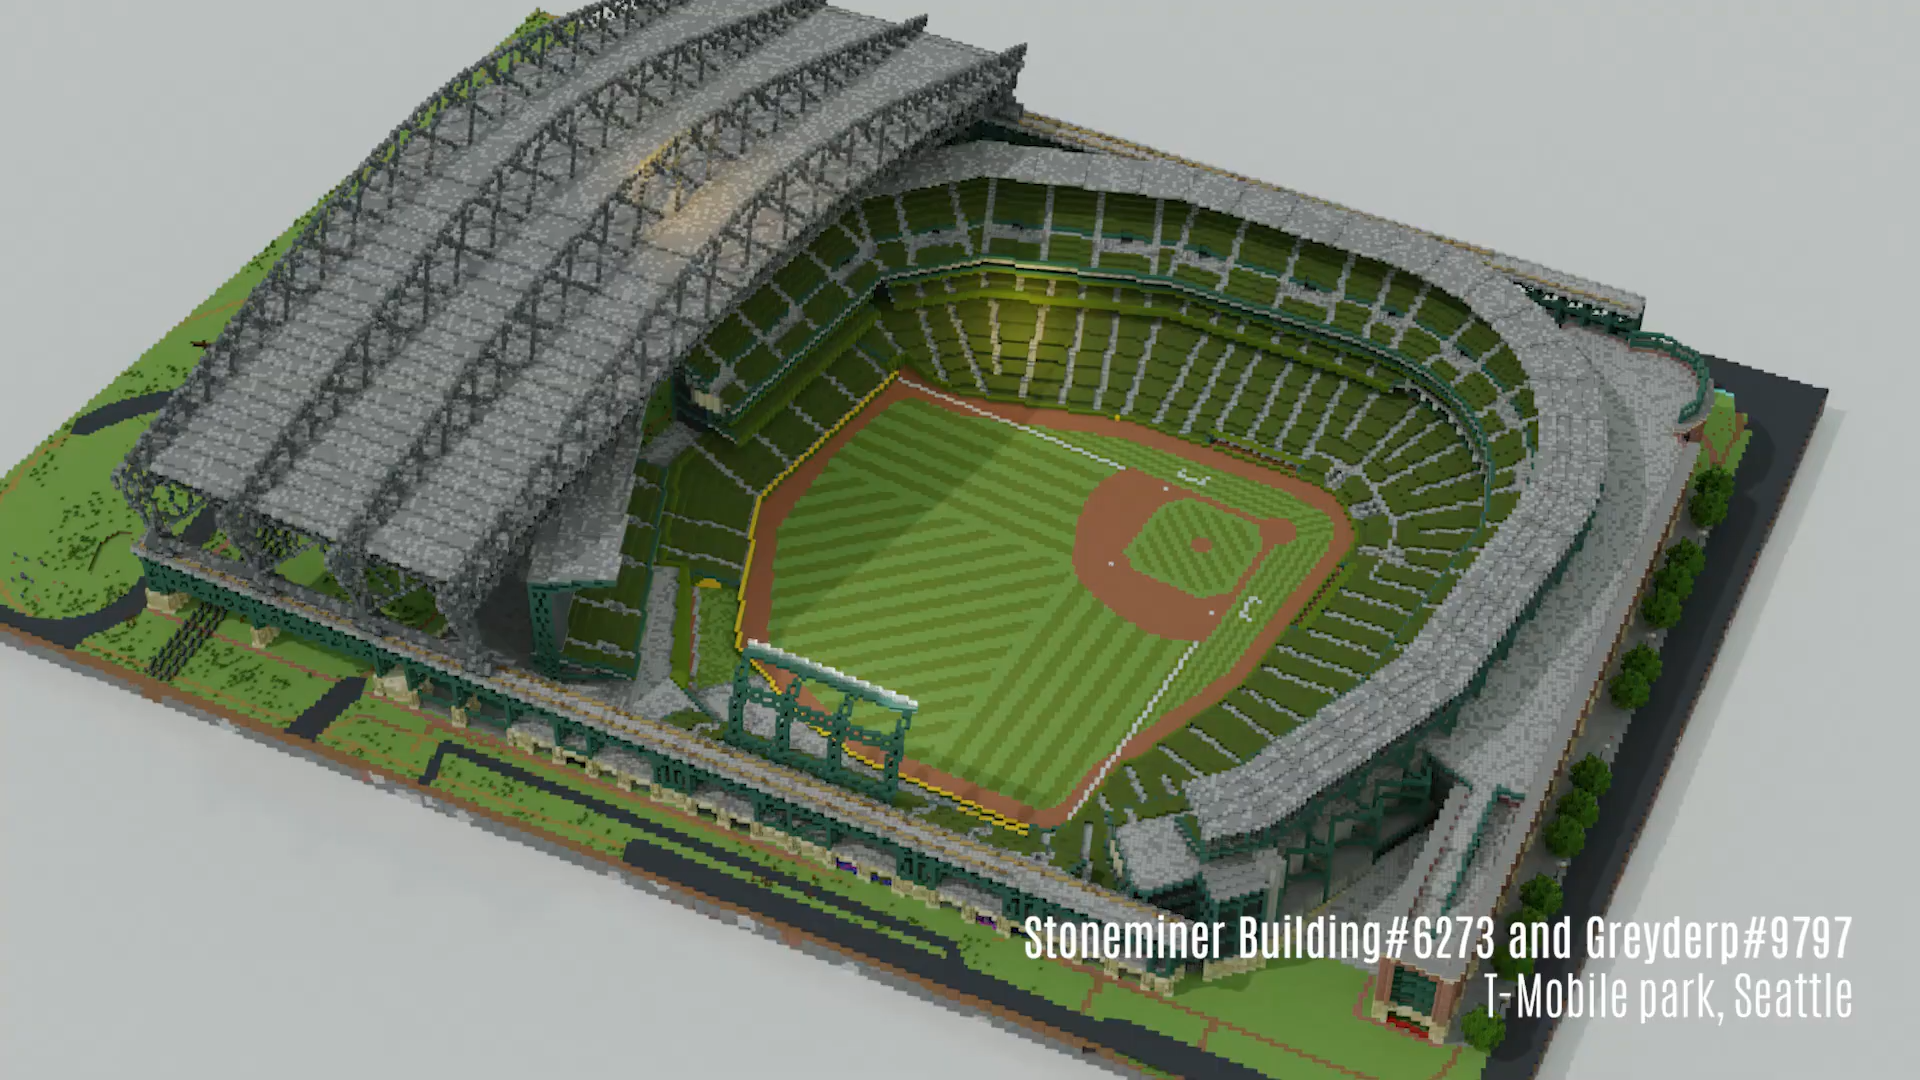 Stoneminer Building#6273 and Greyderp#9797
T-Mobile park, Seattle